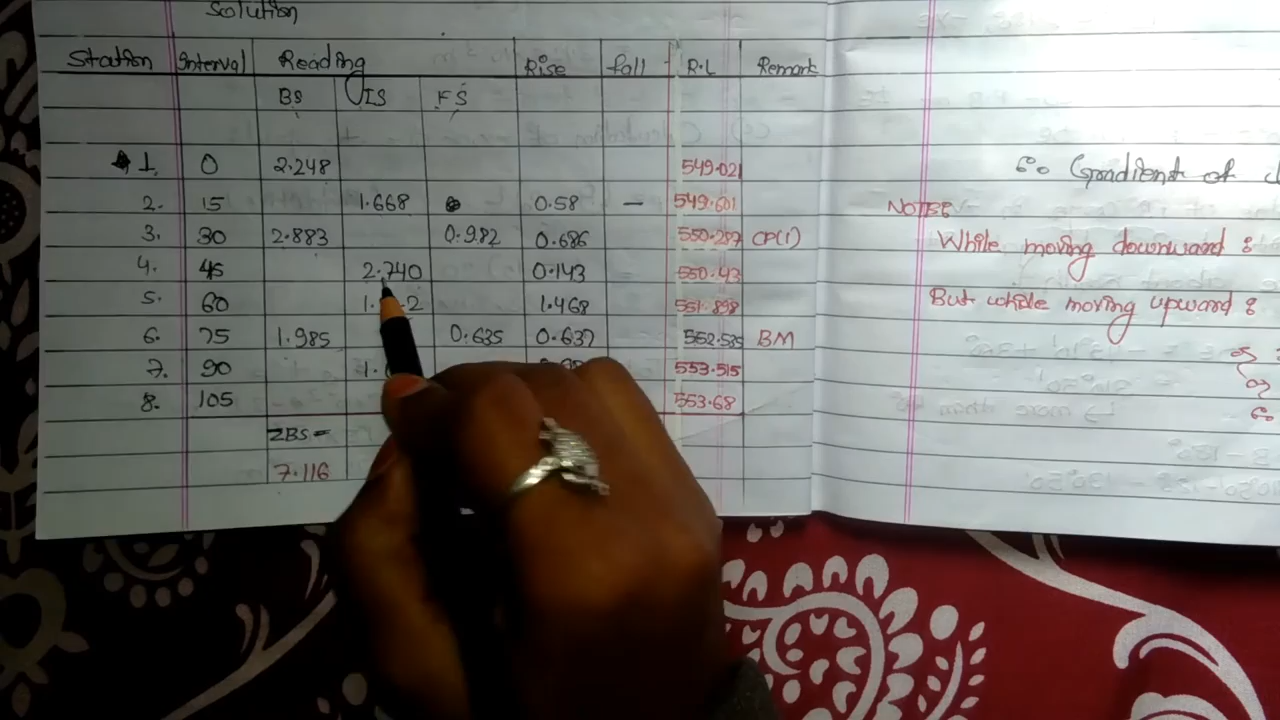 Solution
Station Interval Reading Rise fall R.L Remark
BS IS FS
1. 0 2.248 549.021
2. 15 1.668 0.58 — 549.601
3. 30 2.883 0.982 0.686 550.287 CP(1)
4. 45 2.740 0.143 550.43
5. 60 1.468 551.898
6. 75 1.985 0.635 0.637 552.535 BM
7. 90 553.515
8. 105 553.68
ΣBS =
7.116
Gradient of
NOTE:
While moving downward :
But while moving upward :